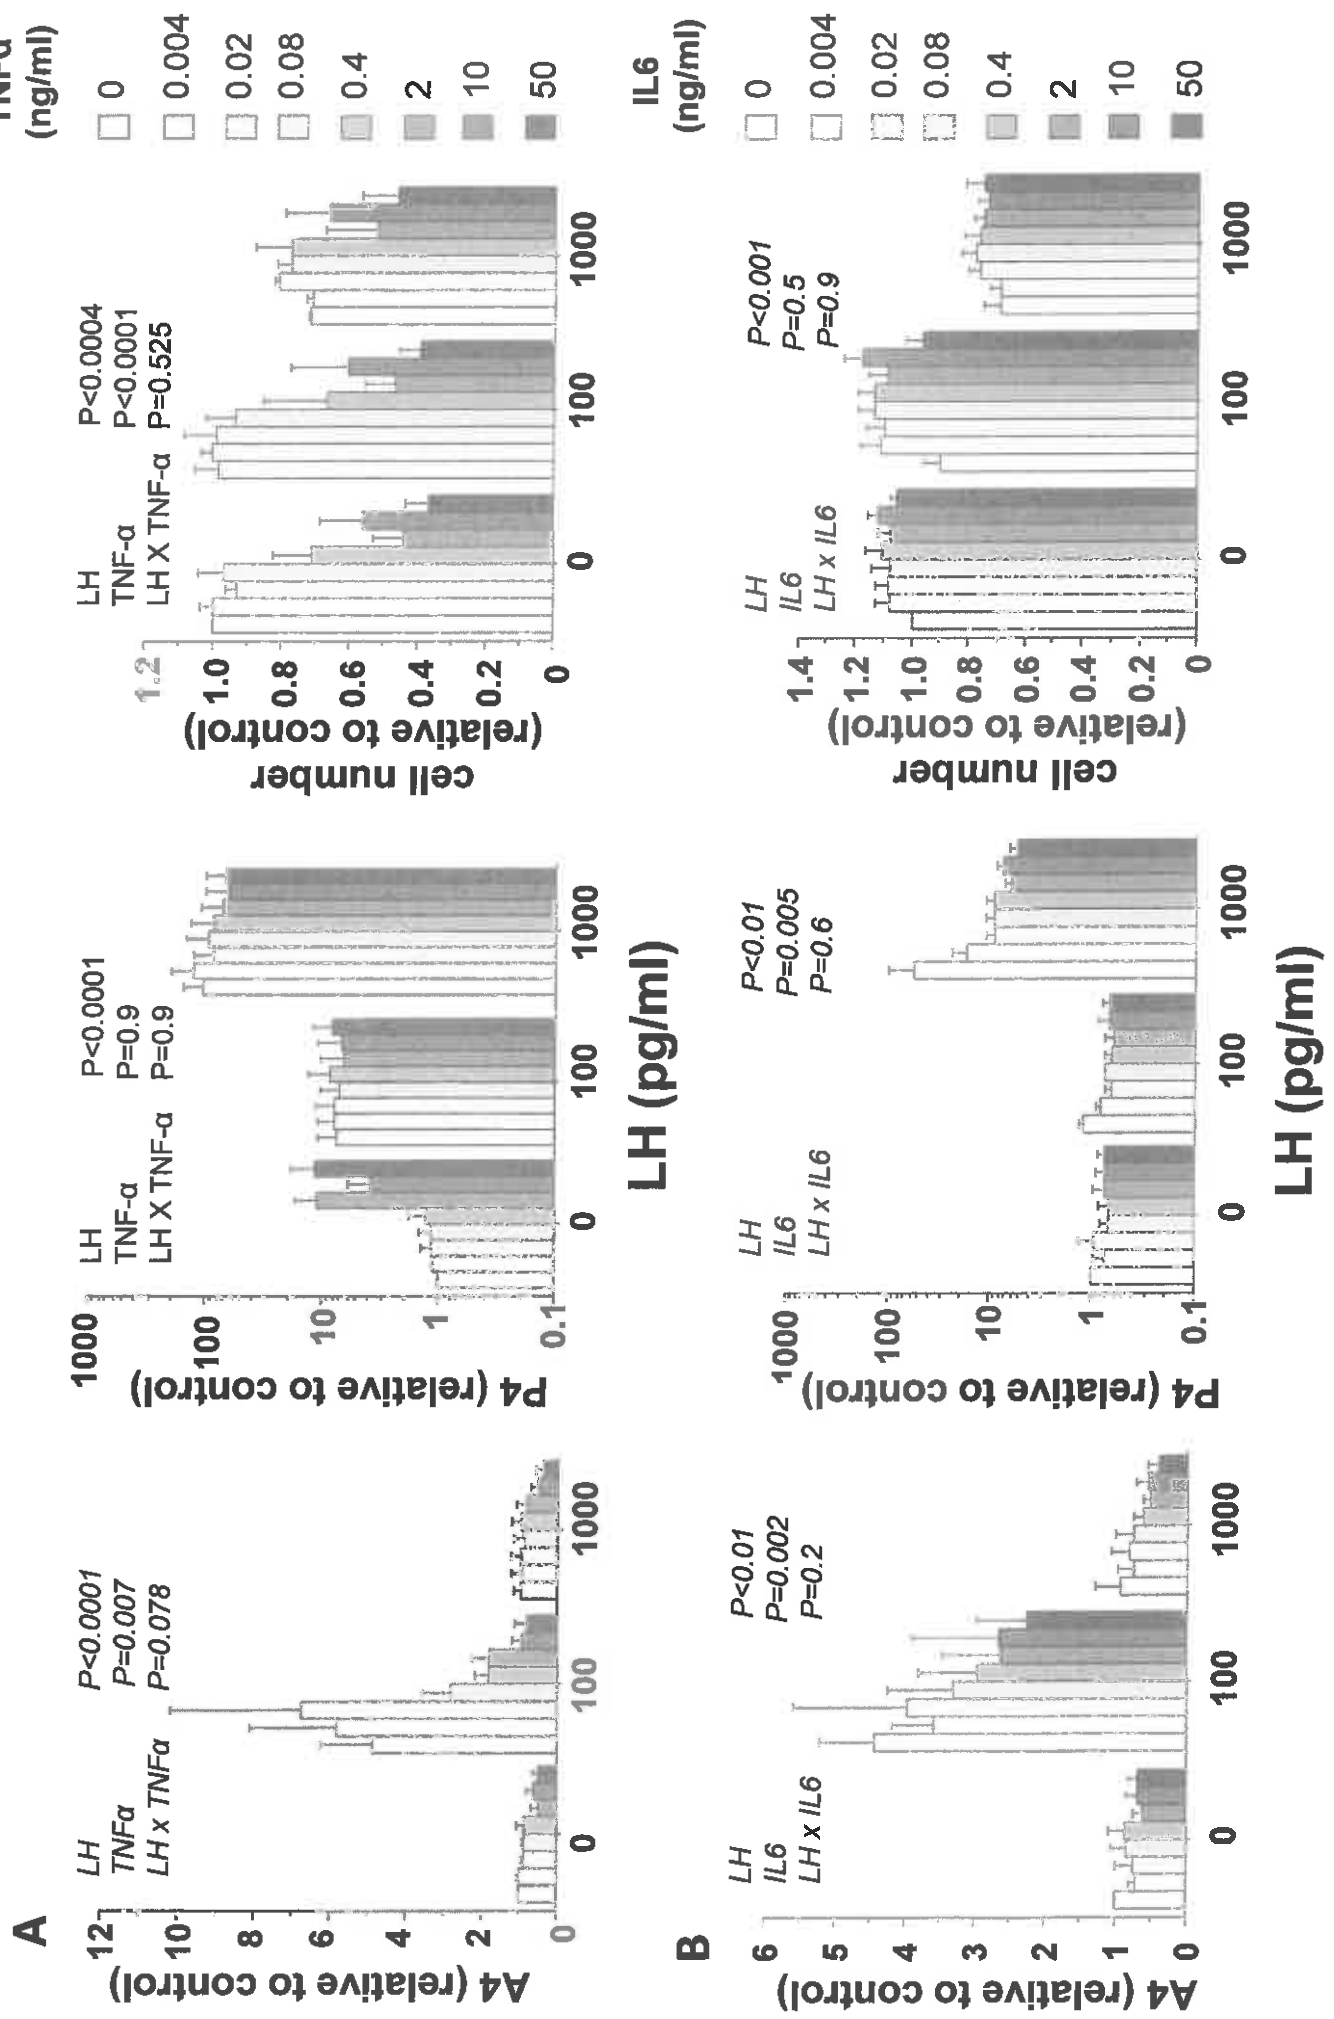 A
A4 (relative to control)
12
10
8
6
4
2
0
LH P<0.0001
TNFα P=0.007
LH x TNFα P=0.078
0 100 1000
P4 (relative to control)
1000
100
10
1
0.1
LH P<0.0001
TNF-α P=0.9
LH X TNF-α P=0.9
0 100 1000
LH (pg/ml)
cell number
(relative to control)
1.2
1.0
0.8
0.6
0.4
0.2
0
LH P<0.0004
TNF-α P<0.0001
LH X TNF-α P=0.525
0 100 1000
TNFα
(ng/ml)
0
0.004
0.02
0.08
0.4
2
10
50
B
A4 (relative to control)
6
5
4
3
2
1
0
LH P<0.01
IL6 P=0.002
LH x IL6 P=0.2
0 100 1000
P4 (relative to control)
1000
100
10
1
0.1
LH P<0.01
IL6 P=0.005
LH x IL6 P=0.6
0 100 1000
LH (pg/ml)
cell number
(relative to control)
1.4
1.2
1.0
0.8
0.6
0.4
0.2
0
LH P<0.001
IL6 P=0.5
LH x IL6 P=0.9
0 100 1000
IL6
(ng/ml)
0
0.004
0.02
0.08
0.4
2
10
50